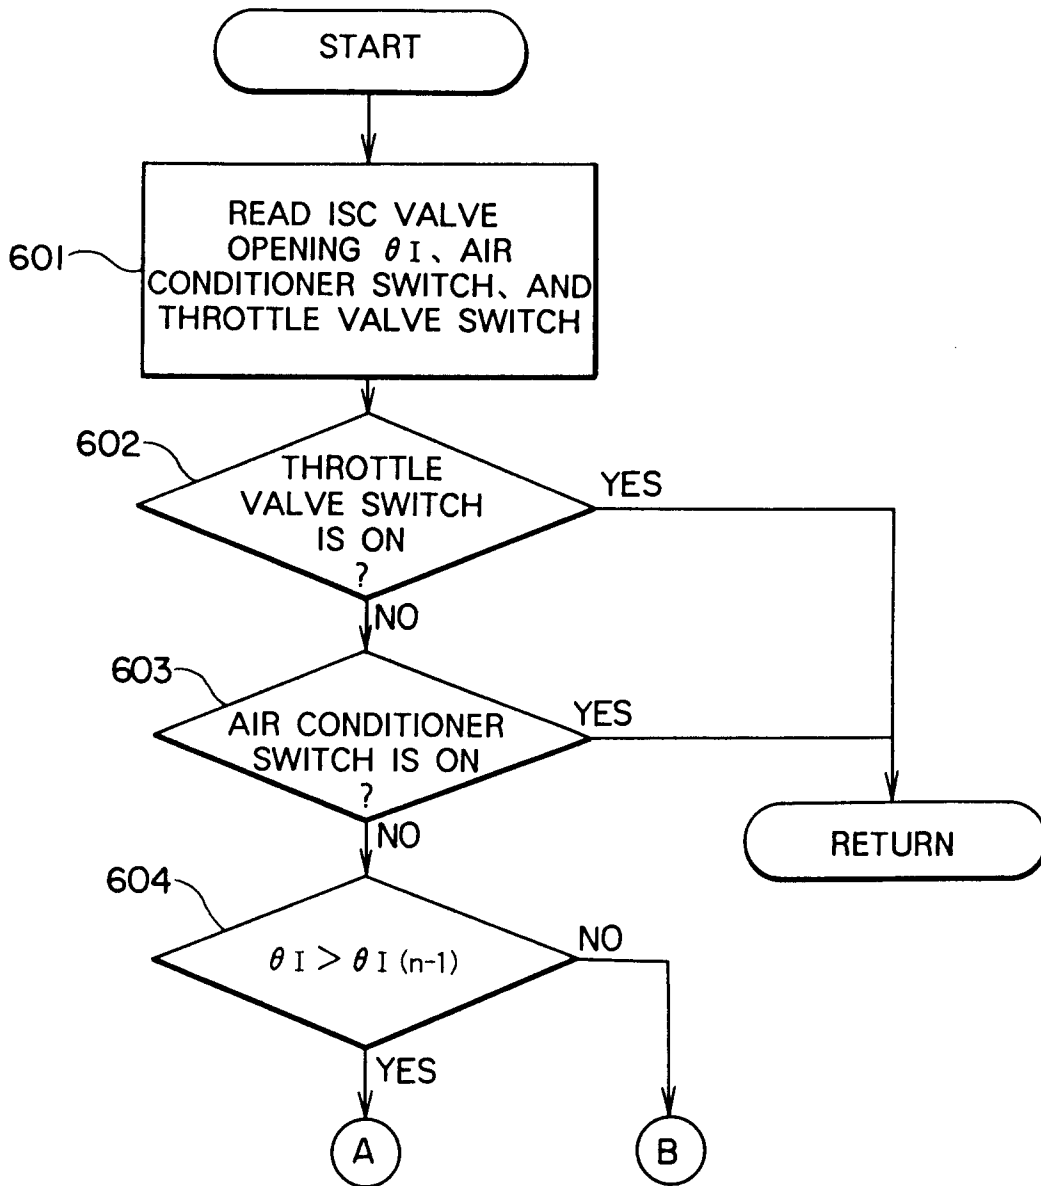 START
601
READ ISC VALVE
OPENING θI、AIR
CONDITIONER SWITCH、AND
THROTTLE VALVE SWITCH
602
THROTTLE
VALVE SWITCH
IS ON
?
YES
NO
603
AIR CONDITIONER
SWITCH IS ON
?
YES
NO
RETURN
604
θI > θI (n-1)
NO
YES
A
B